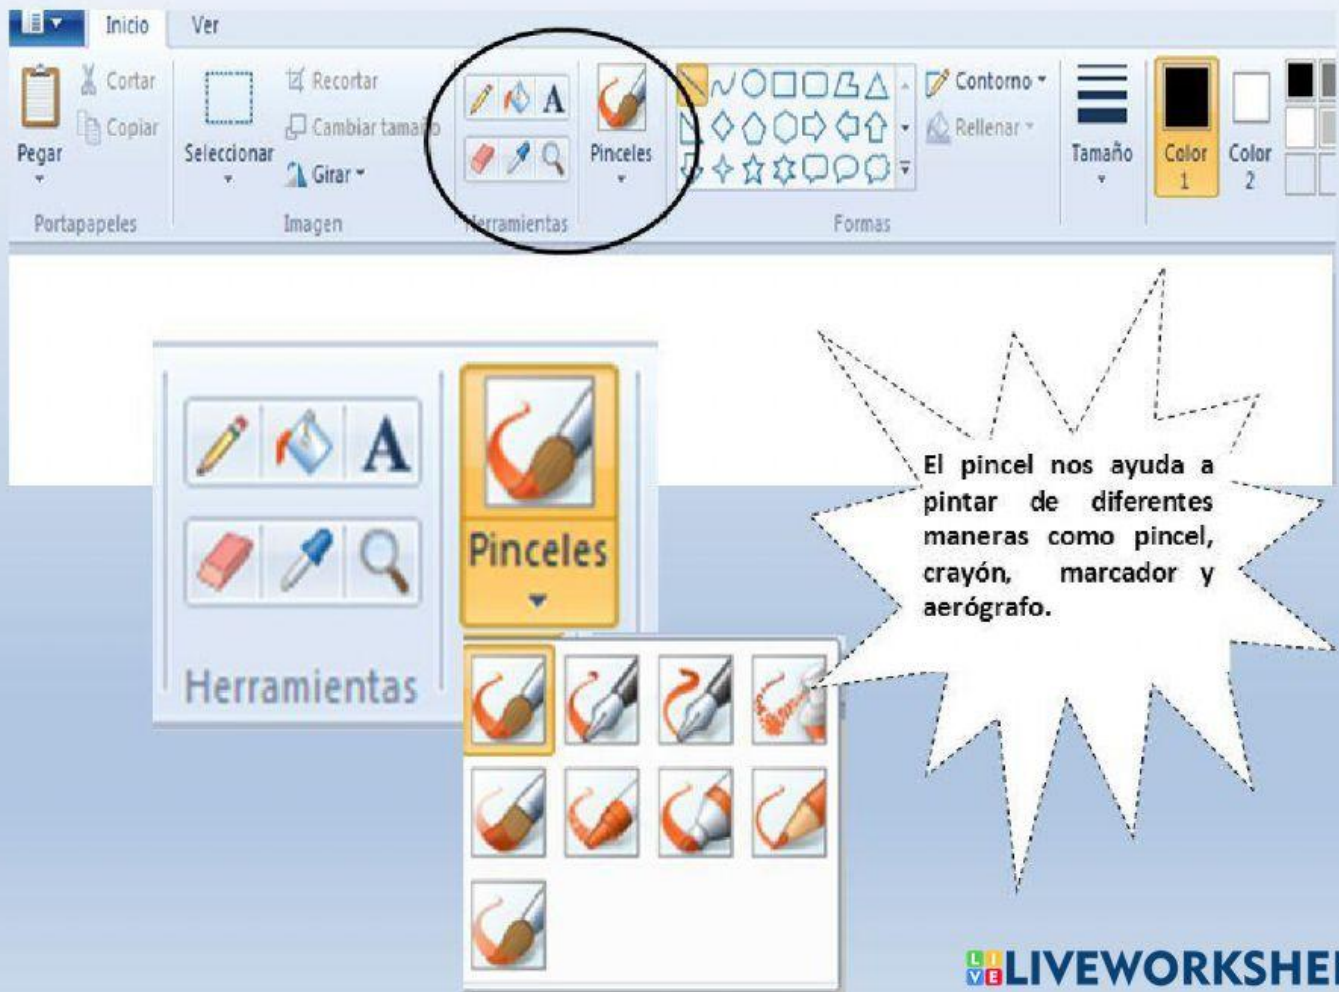 Inicio Ver
Cortar
Copiar
Pegar
Portapapeles
Recortar
Cambiar tamaño
Girar
Seleccionar
Imagen
A
Herramientas
Pinceles
Formas
Contorno
Rellenar
Tamaño
Color
1
Color
2
A
Herramientas
Pinceles
El pincel nos ayuda a
pintar de diferentes
maneras como pincel,
crayón, marcador y
aerógrafo.
LIVE
LIVEWORKSHE